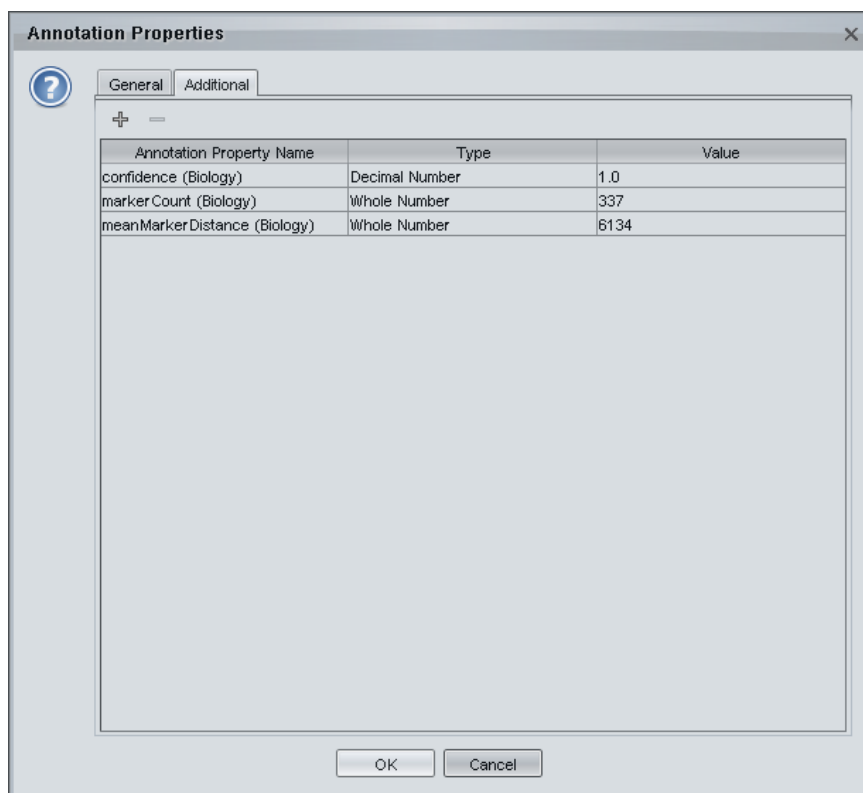 Annotation Properties
?
General Additional
Annotation Property Name Type Value
confidence (Biology) Decimal Number 1.0
markerCount (Biology) Whole Number 337
meanMarkerDistance (Biology) Whole Number 6134
OK Cancel